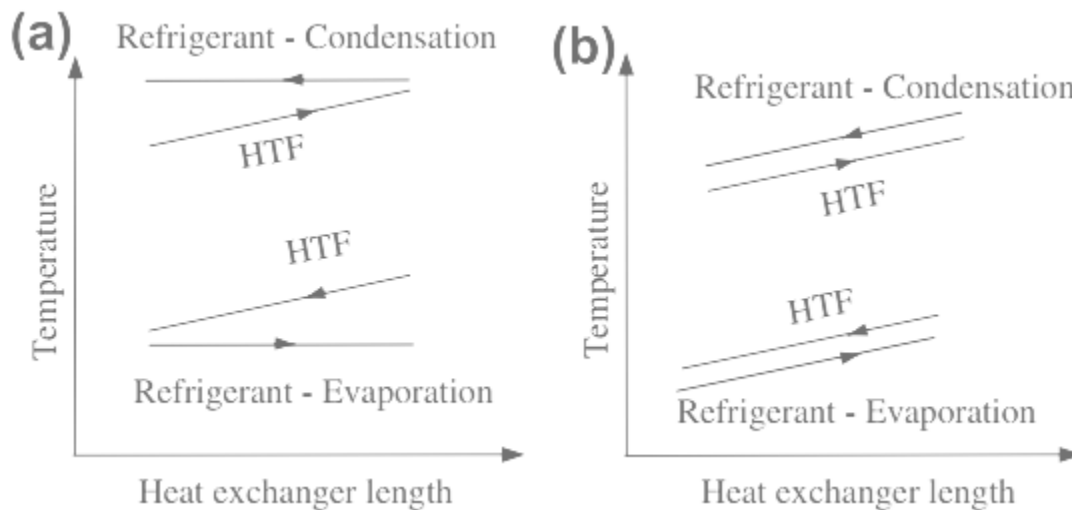 (a)
Refrigerant - Condensation
HTF
HTF
Refrigerant - Evaporation
Temperature
Heat exchanger length
(b)
Refrigerant - Condensation
HTF
HTF
Refrigerant - Evaporation
Temperature
Heat exchanger length